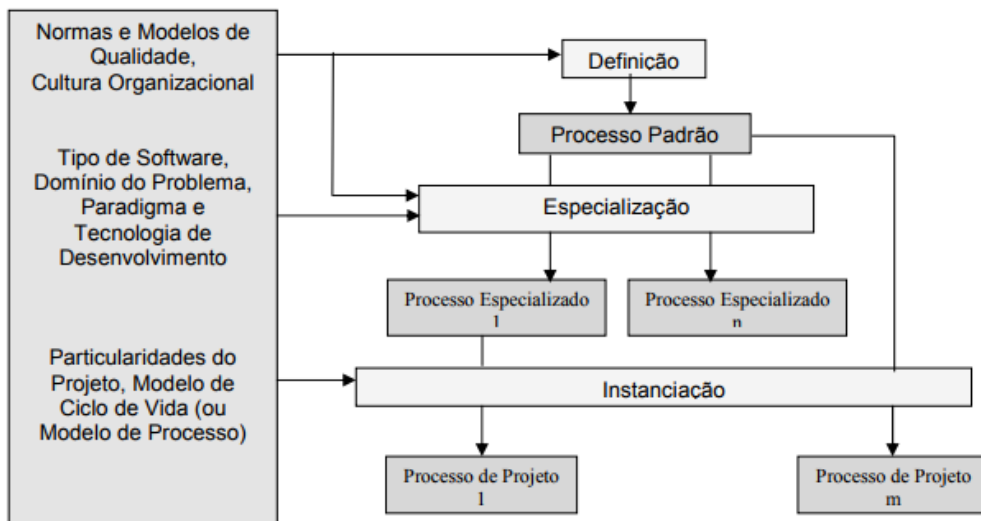 Normas e Modelos de
Qualidade,
Cultura Organizacional
Tipo de Software,
Domínio do Problema,
Paradigma e
Tecnologia de
Desenvolvimento
Particularidades do
Projeto, Modelo de
Ciclo de Vida (ou
Modelo de Processo)
Definição
Processo Padrão
Especialização
Processo Especializado
1
Processo Especializado
n
Instanciação
Processo de Projeto
1
Processo de Projeto
m